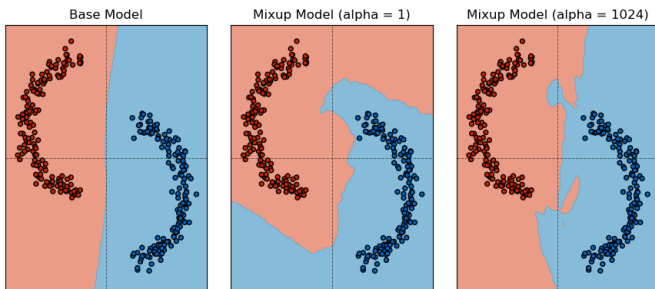 Base Model
Mixup Model (alpha = 1)
Mixup Model (alpha = 1024)